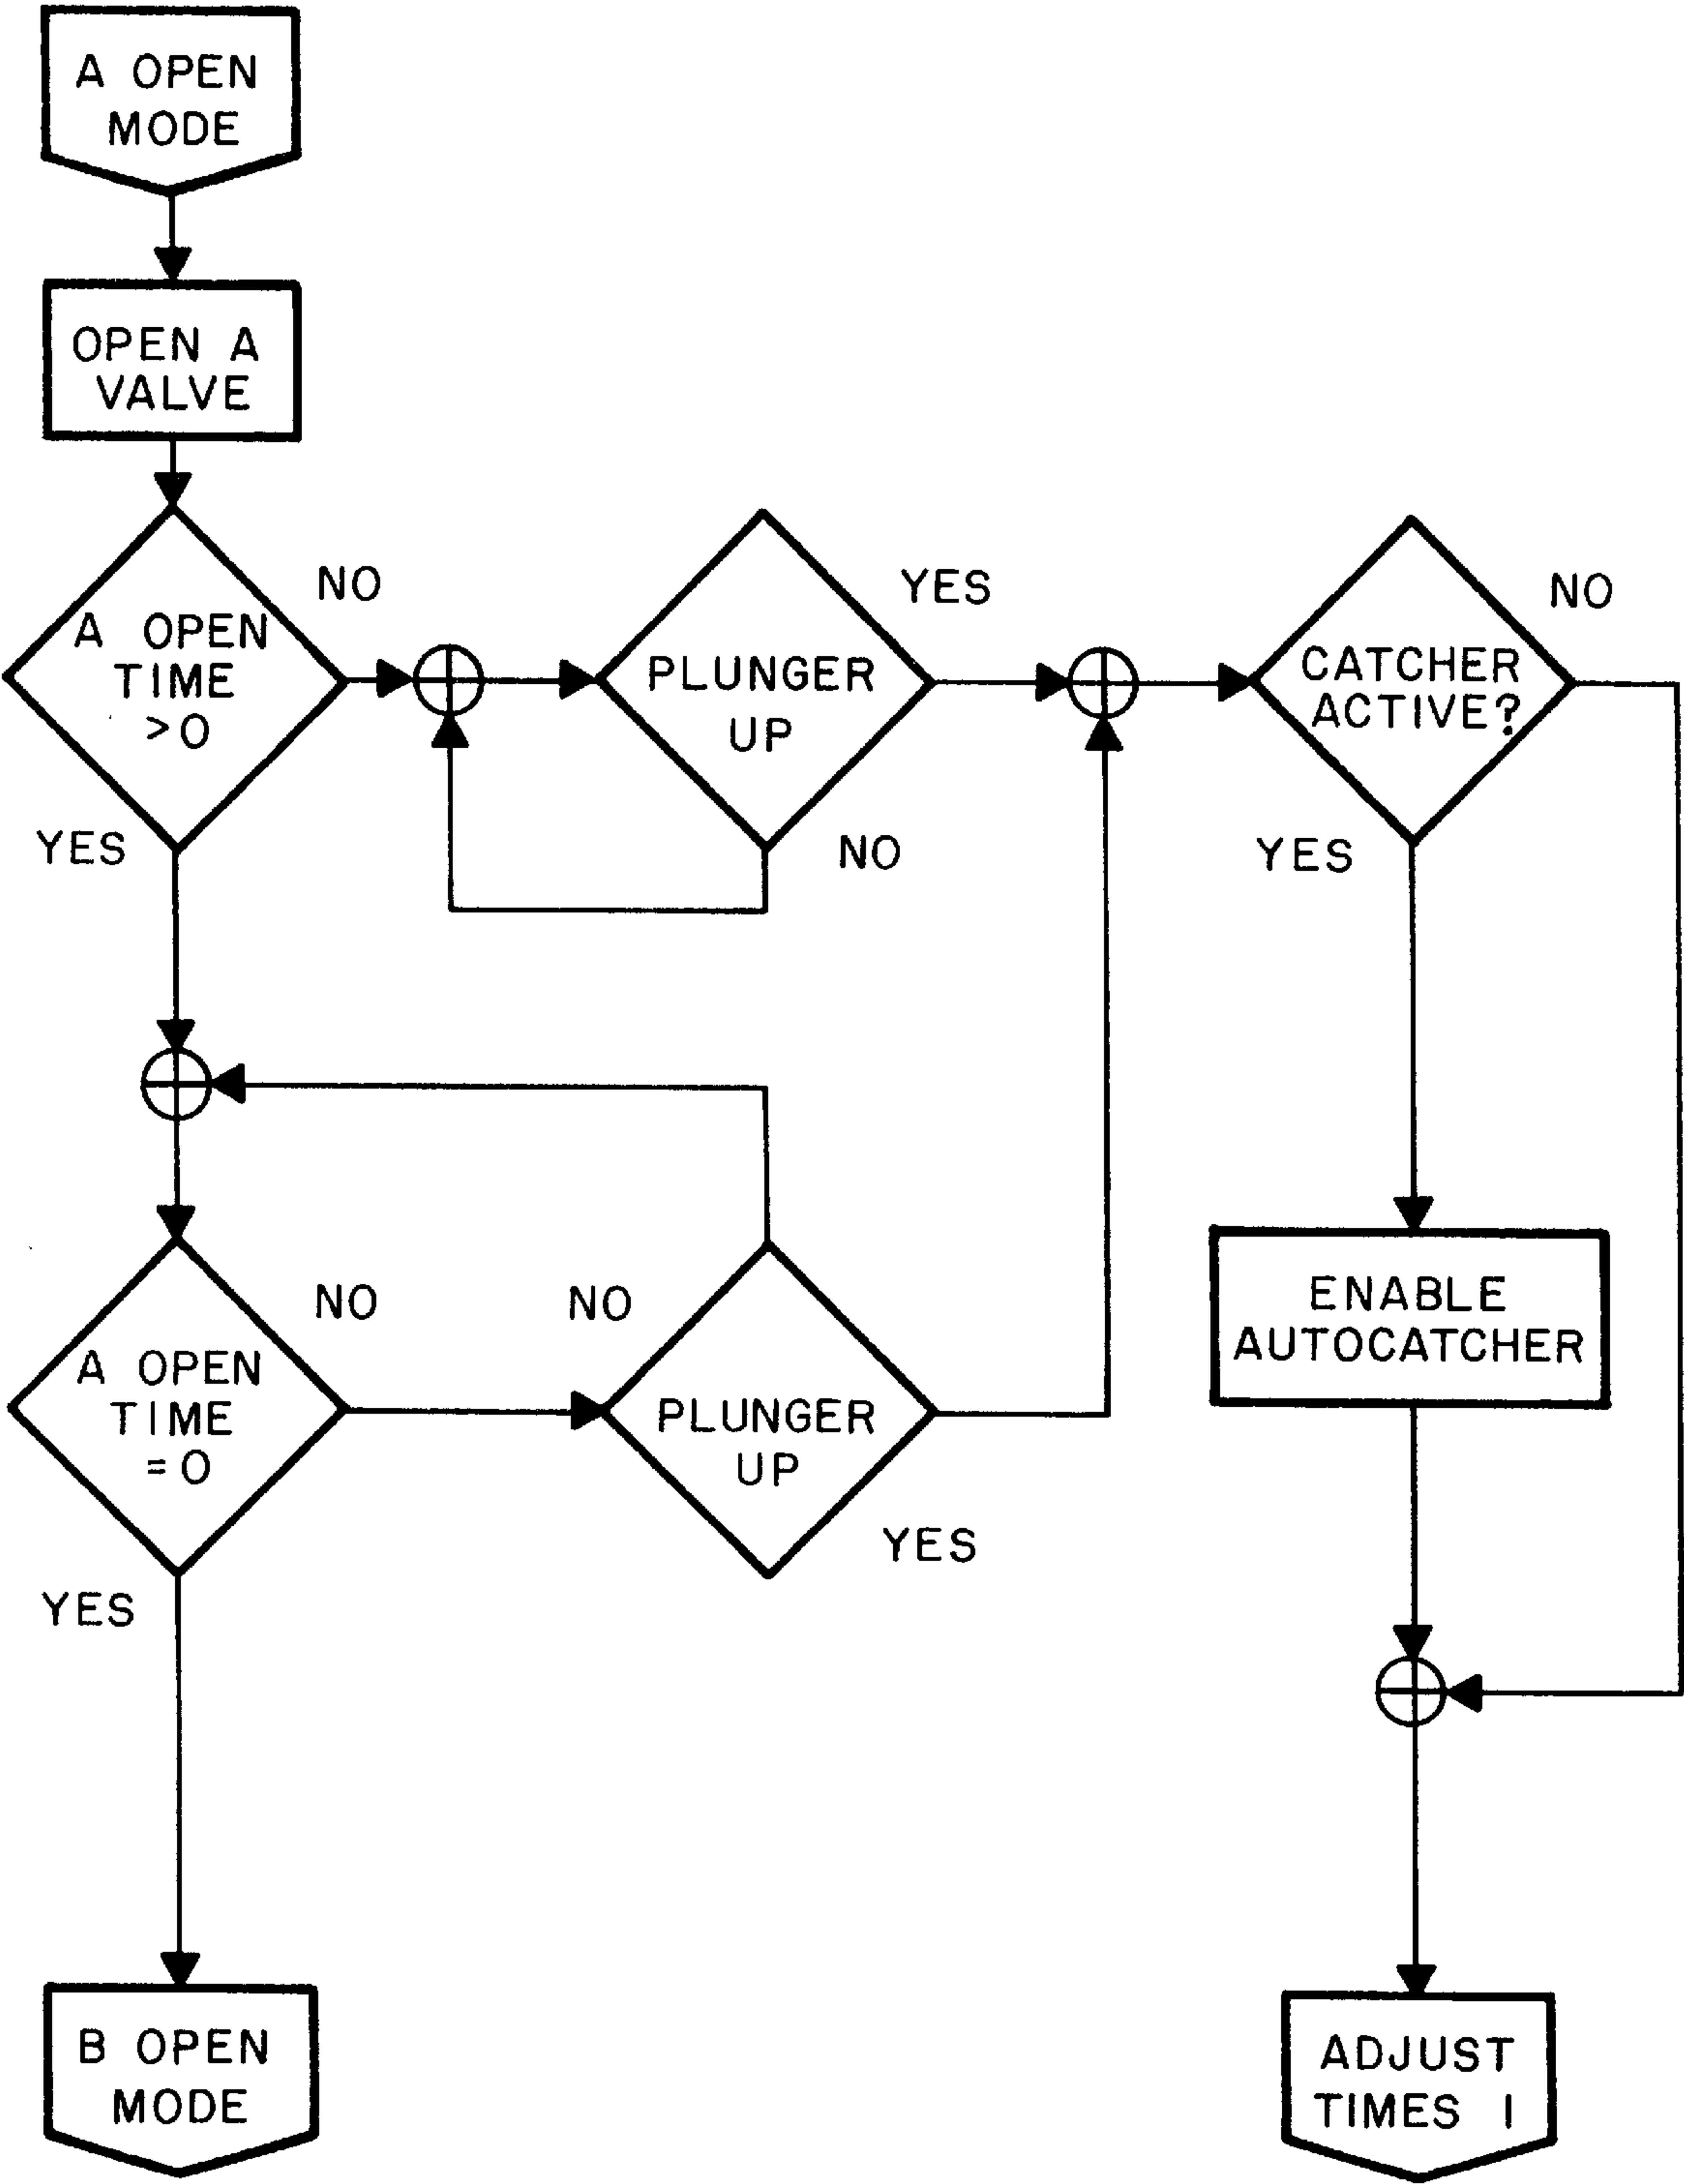 A OPEN
MODE
OPEN A
VALVE
A OPEN
TIME
>0
NO
YES
PLUNGER
UP
YES
NO
CATCHER
ACTIVE?
NO
YES
A OPEN
TIME
=0
NO
YES
NO
PLUNGER
UP
YES
ENABLE
AUTOCATCHER
B OPEN
MODE
ADJUST
TIMES 1